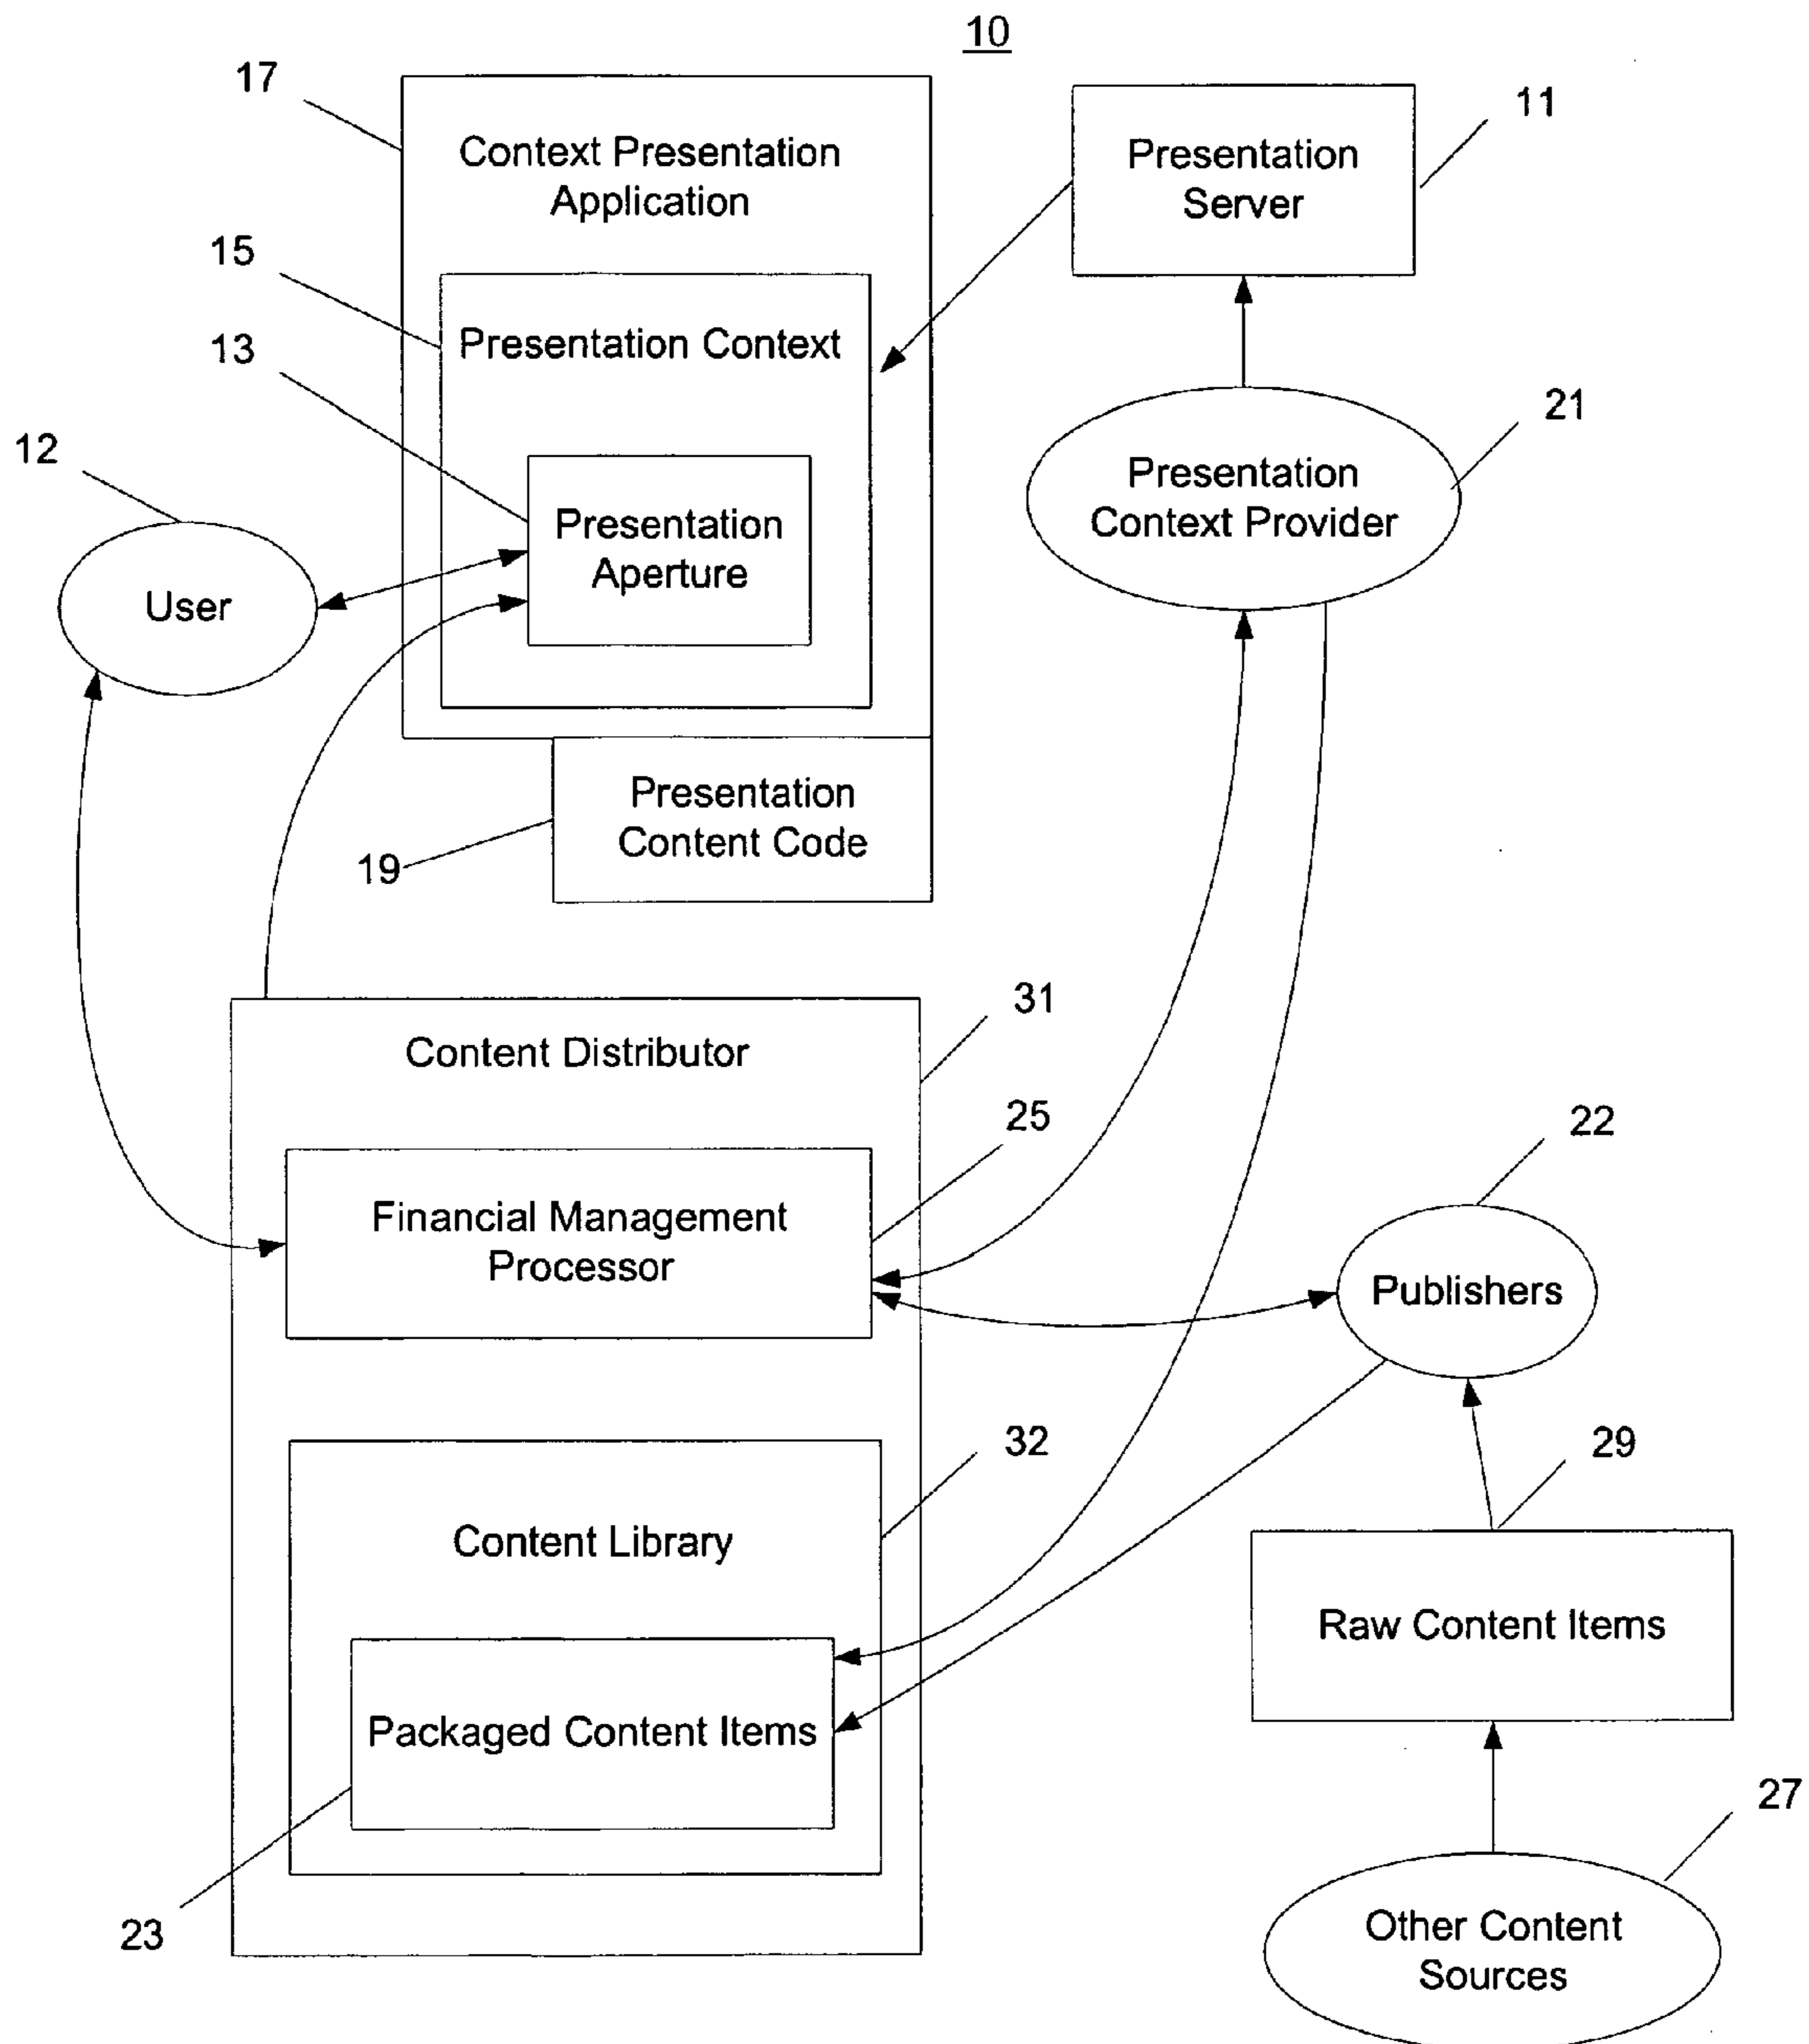 10
17
Context Presentation
Application
11
Presentation
Server
15
Presentation Context
13
21
Presentation
Context Provider
12
Presentation
Aperture
User
Presentation
Content Code
19
31
Content Distributor
25
22
Financial Management
Processor
Publishers
32
29
Content Library
Raw Content Items
Packaged Content Items
27
23
Other Content
Sources